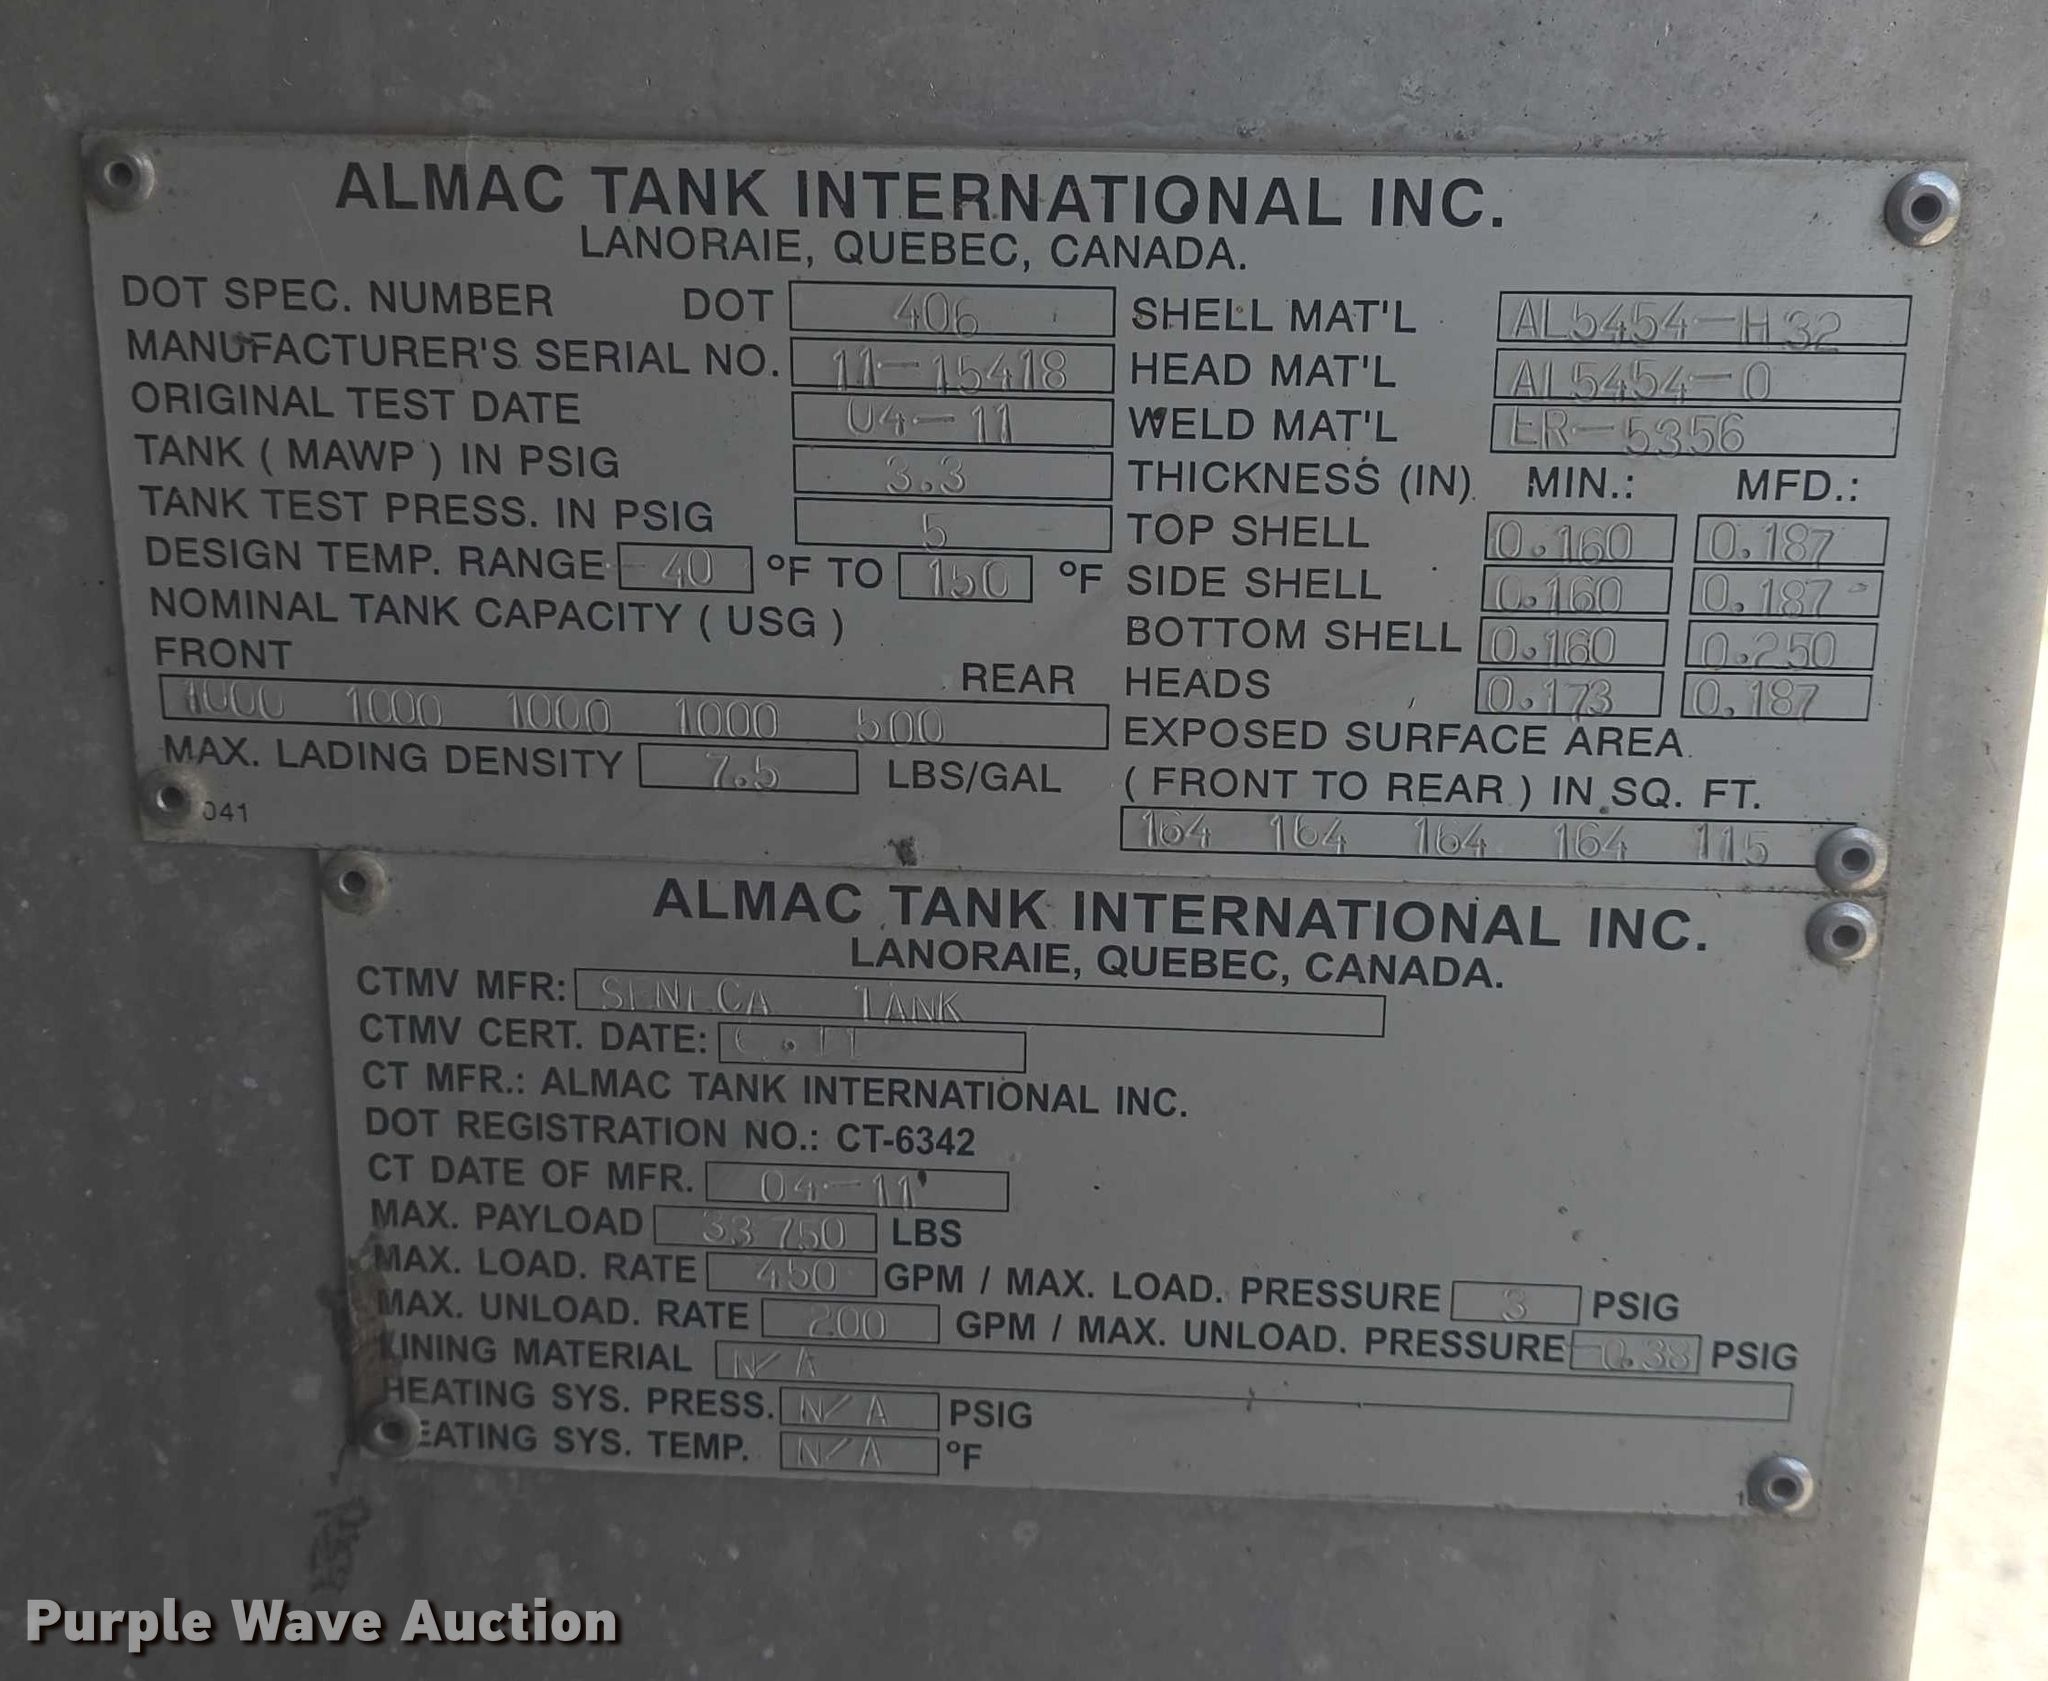 ALMAC TANK INTERNATIONAL INC.
LANORAIE, QUEBEC, CANADA.
DOT SPEC. NUMBER DOT 406
MANUFACTURER'S SERIAL NO. 11-15418
ORIGINAL TEST DATE 04-11
TANK ( MAWP ) IN PSIG 3.3
TANK TEST PRESS. IN PSIG 5
DESIGN TEMP. RANGE -40 °F TO 150 °F
NOMINAL TANK CAPACITY ( USG )
FRONT REAR
1000 1000 1000 1000 500
MAX. LADING DENSITY 7.5 LBS/GAL
041
SHELL MAT'L AL5454-H32
HEAD MAT'L AL5454-0
WELD MAT'L ER-5356
THICKNESS (IN) MIN.: MFD.:
TOP SHELL 0.160 0.187
SIDE SHELL 0.160 0.187
BOTTOM SHELL 0.160 0.250
HEADS 0.173 0.187
EXPOSED SURFACE AREA
( FRONT TO REAR ) IN SQ. FT.
164 164 164 164 115
ALMAC TANK INTERNATIONAL INC.
LANORAIE, QUEBEC, CANADA.
CTMV MFR: SENECA TANK
CTMV CERT. DATE:
CT MFR.: ALMAC TANK INTERNATIONAL INC.
DOT REGISTRATION NO.: CT-6342
CT DATE OF MFR. 04-11
MAX. PAYLOAD 33 750 LBS
MAX. LOAD. RATE 450 GPM / MAX. LOAD. PRESSURE 3 PSIG
MAX. UNLOAD. RATE 200 GPM / MAX. UNLOAD. PRESSURE -0.38 PSIG
LINING MATERIAL N/A
HEATING SYS. PRESS. N/A PSIG
HEATING SYS. TEMP. N/A °F
Purple Wave Auction